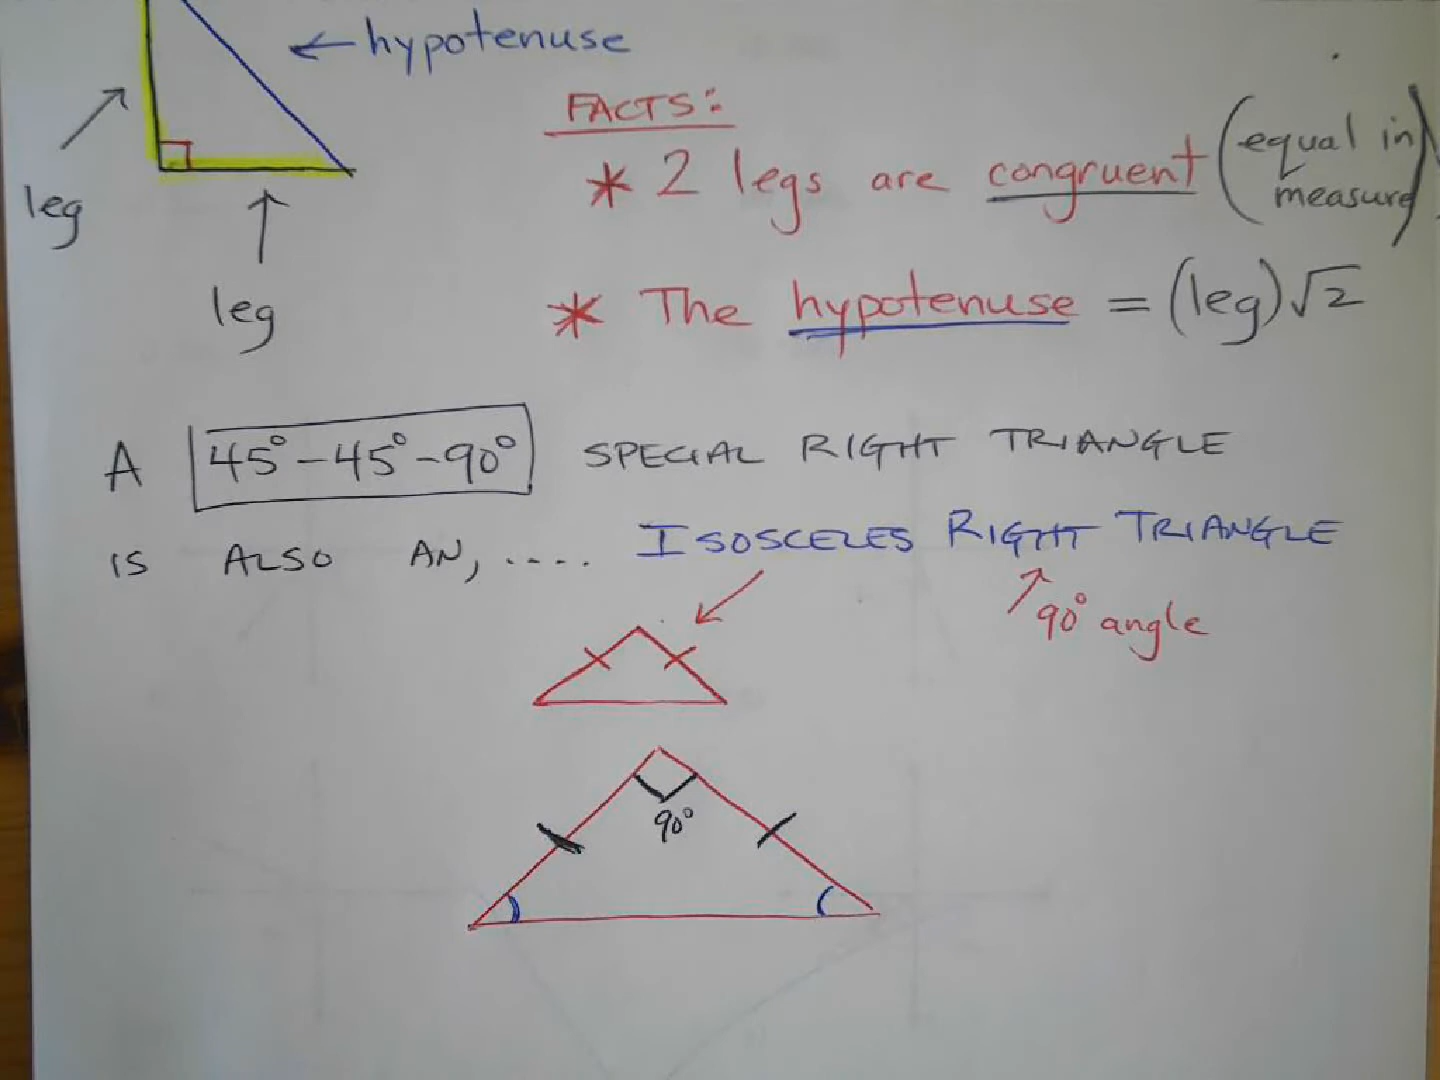 ← hypotenuse
leg
leg
FACTS:
* 2 legs are congruent (equal in measure)
* The hypotenuse = (leg)√2
A 45°-45°-90° SPECIAL RIGHT TRIANGLE
IS ALSO AN, .... ISOSCELES RIGHT TRIANGLE
90° angle
90°